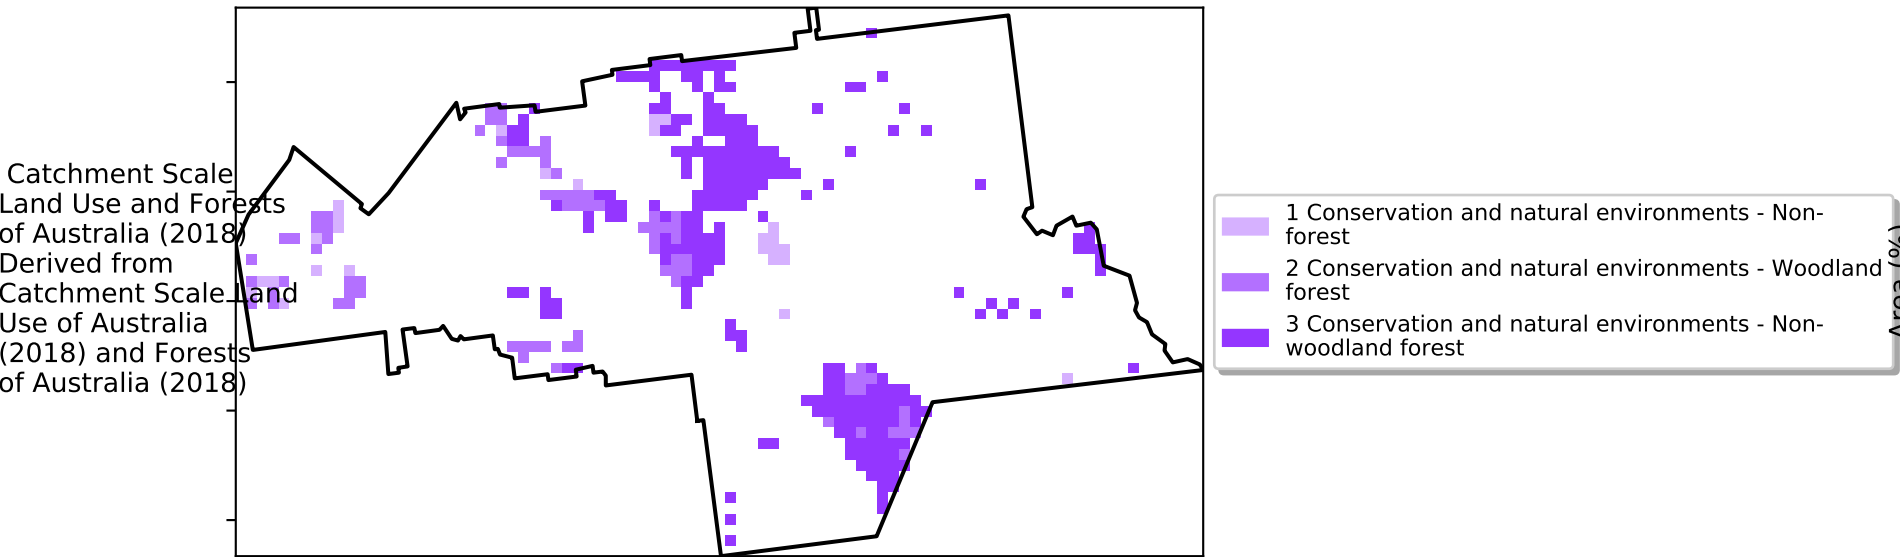 Catchment Scale
Land Use and Forests
of Australia (2018)
Derived from
Catchment Scale Land
Use of Australia
(2018) and Forests
of Australia (2018)
1 Conservation and natural environments - Non-
forest
2 Conservation and natural environments - Woodland
forest
3 Conservation and natural environments - Non-
woodland forest